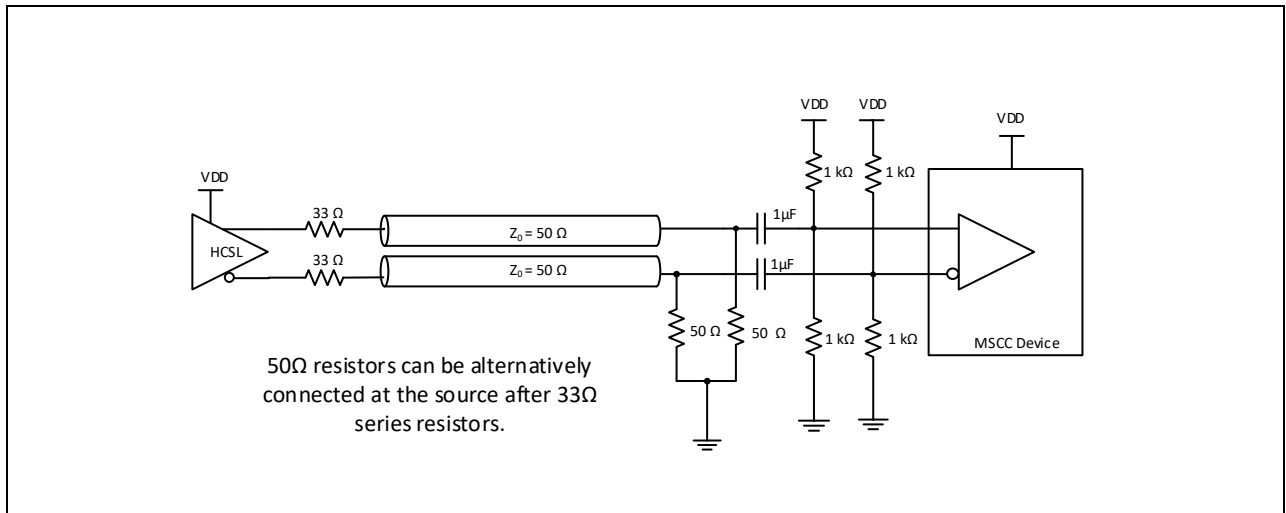 VDD
VDD
VDD
1 kΩ
1 kΩ
VDD
33 Ω
1µF
HCSL
Z₀ = 50 Ω
33 Ω
1µF
Z₀ = 50 Ω
50 Ω
50 Ω
1 kΩ
1 kΩ
MSCC Device
50Ω resistors can be alternatively
connected at the source after 33Ω
series resistors.